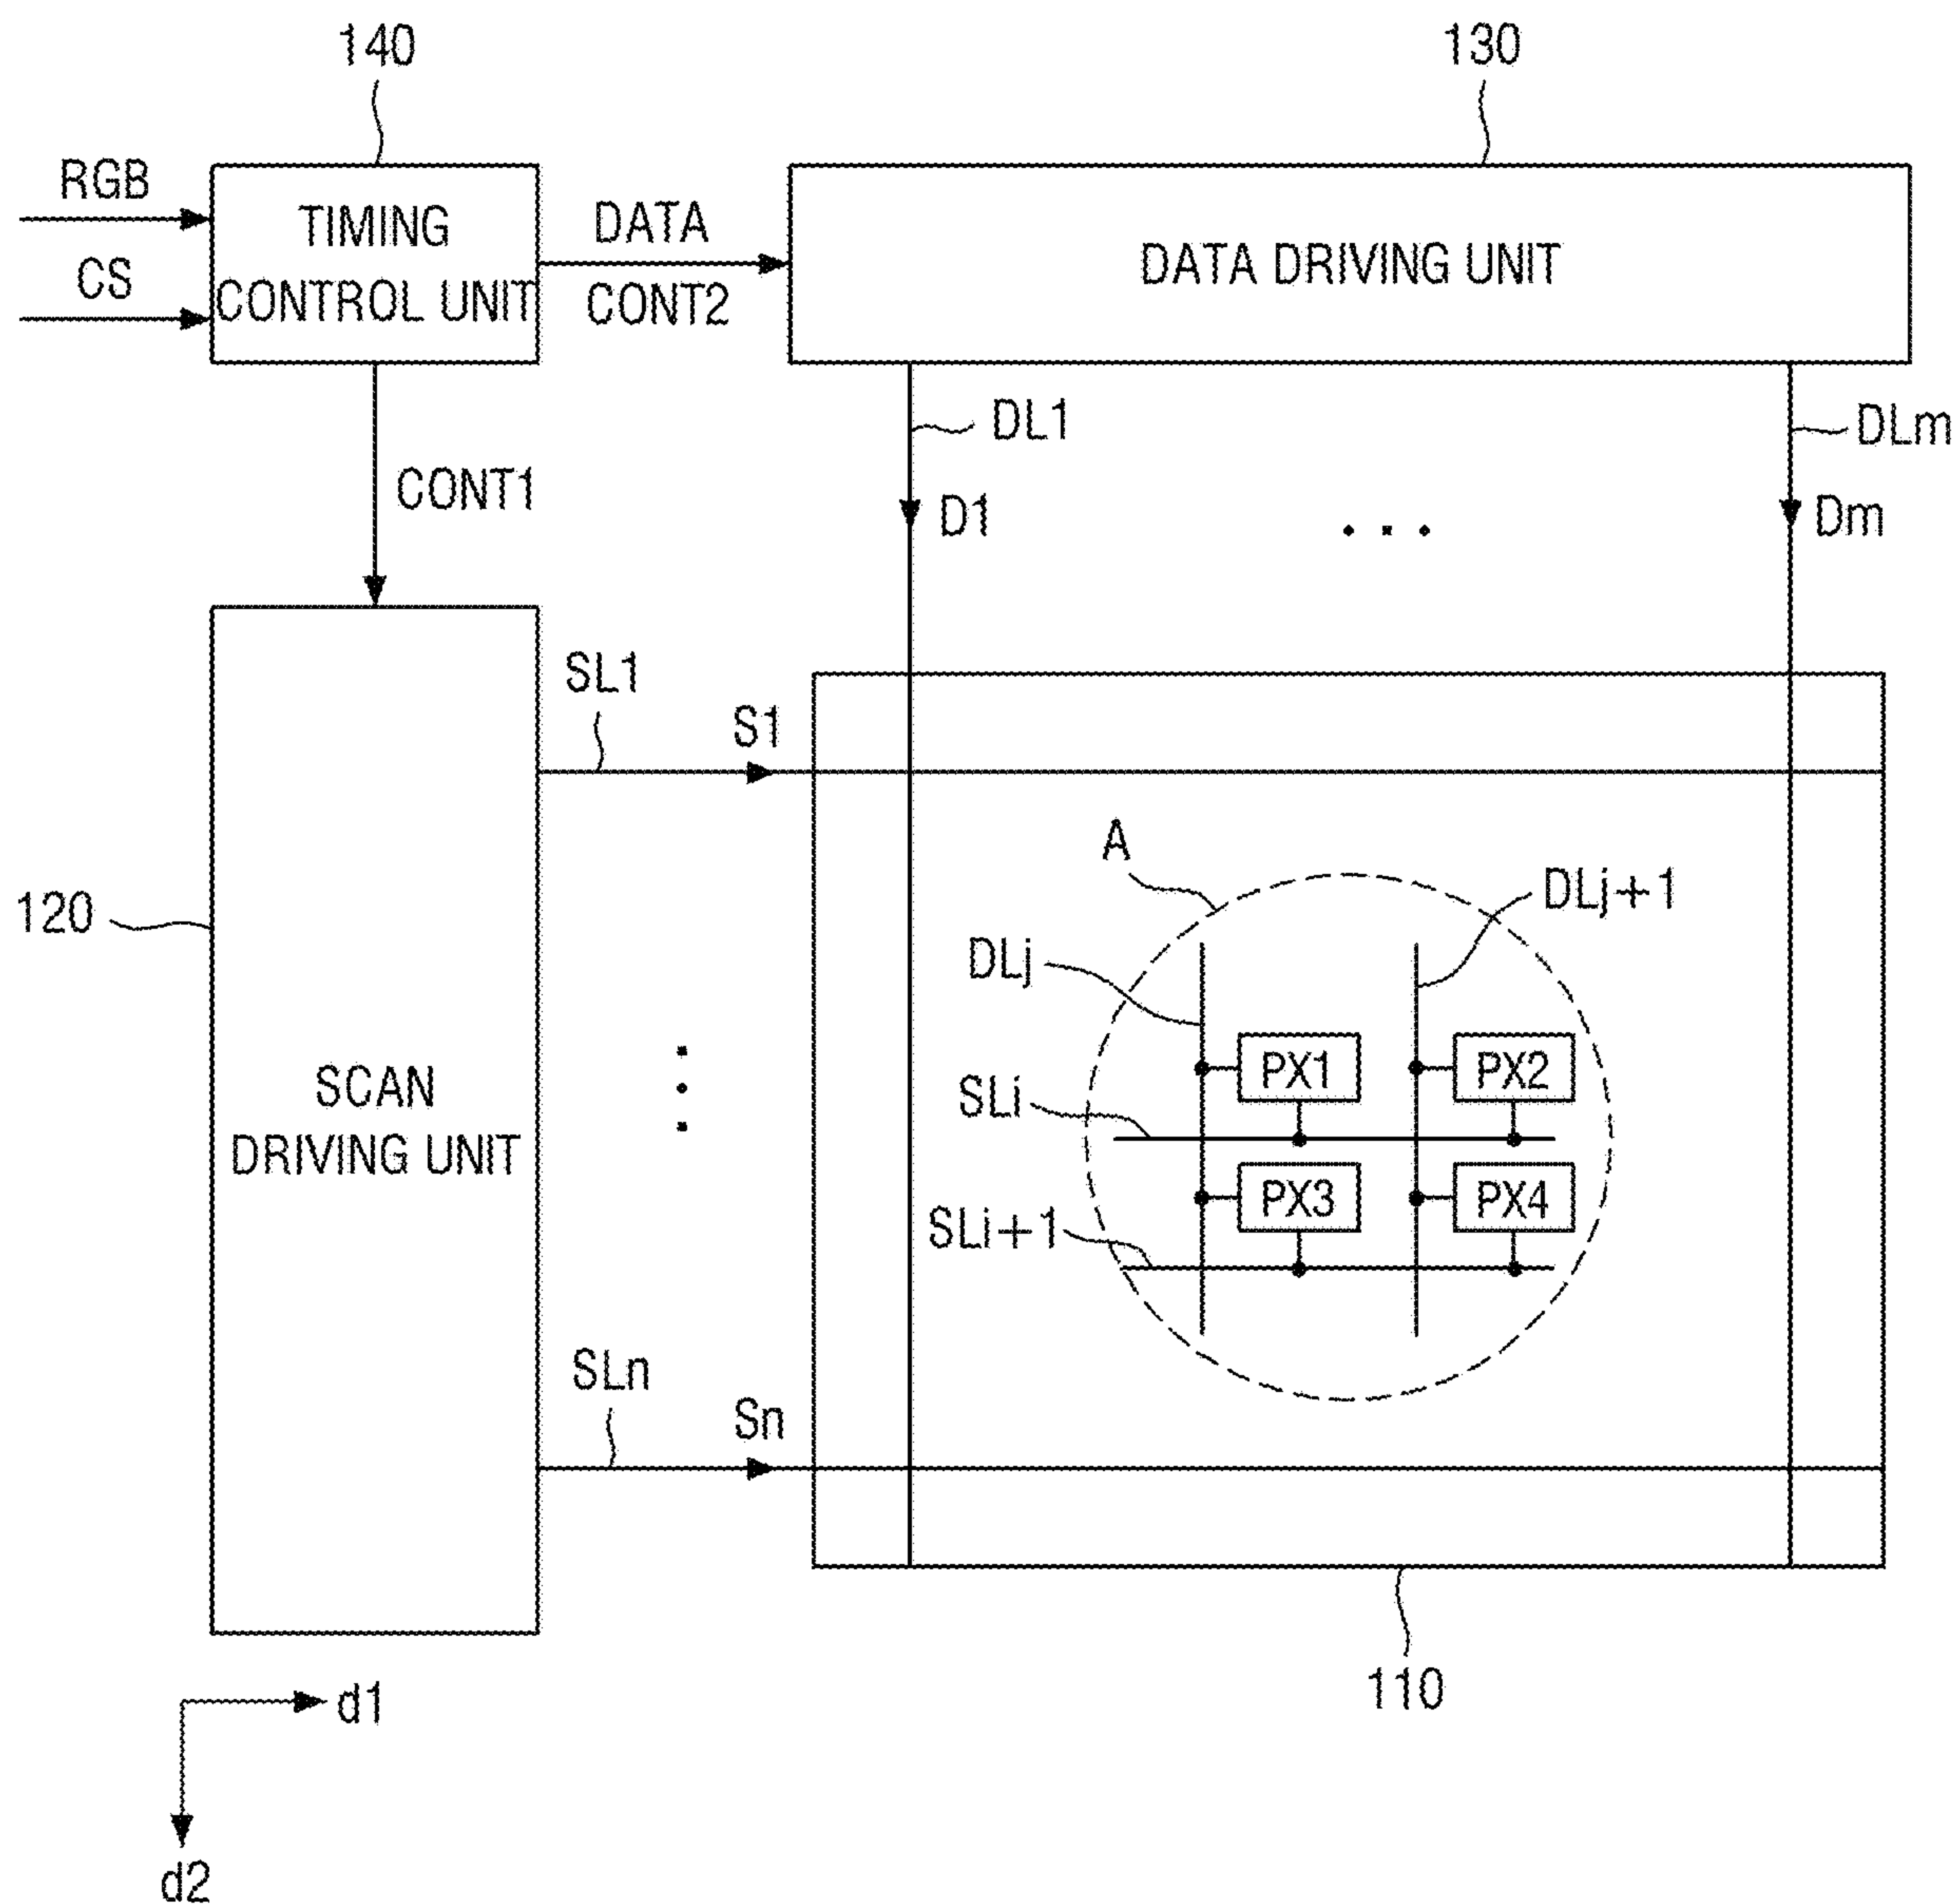 140
130
RGB
CS
TIMING
CONTROL UNIT
DATA
CONT2
DATA DRIVING UNIT
DL1
DLm
CONT1
D1
. . .
Dm
SL1
S1
A
DLj+1
120
DLj
SCAN
DRIVING UNIT
PX1
PX2
SLi
PX3
PX4
SLi+1
SLn
Sn
110
d1
d2